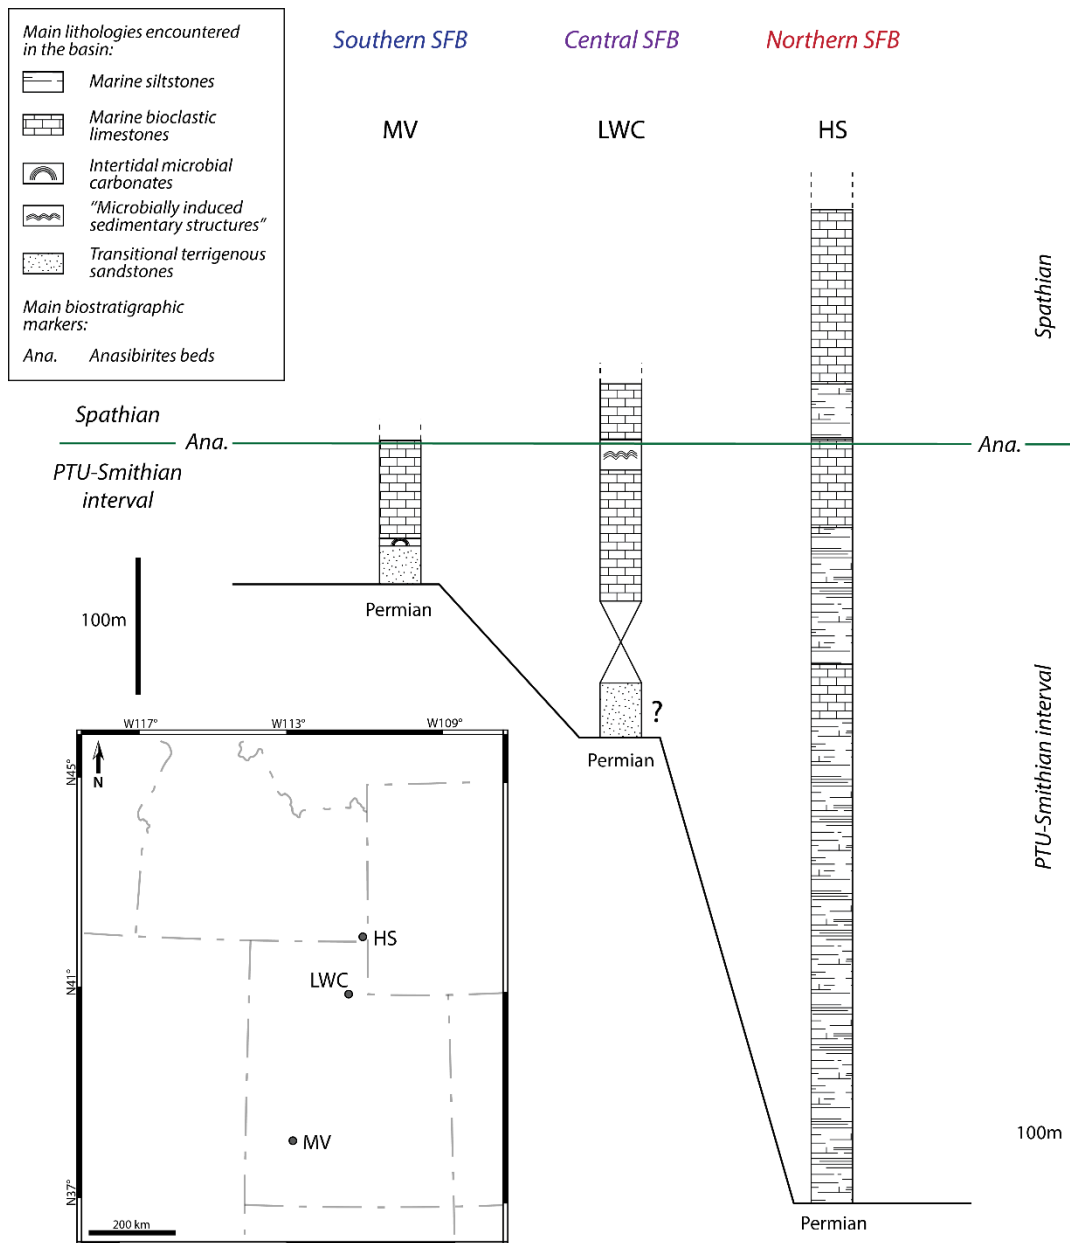 Main lithologies encountered
in the basin:
Marine siltstones
Marine bioclastic
limestones
Intertidal microbial
carbonates
"Microbially induced
sedimentary structures"
Transitional terrigenous
sandstones
Main biostratigraphic
markers:
Ana. Anasibirites beds
Southern SFB
Central SFB
Northern SFB
MV
LWC
HS
Spathian
Spathian
Ana.
Ana.
PTU-Smithian
interval
100m
Permian
?
Permian
PTU-Smithian interval
100m
Permian
W117°
W113°
W109°
N45°
N
HS
LWC
N41°
MV
N37°
200 km